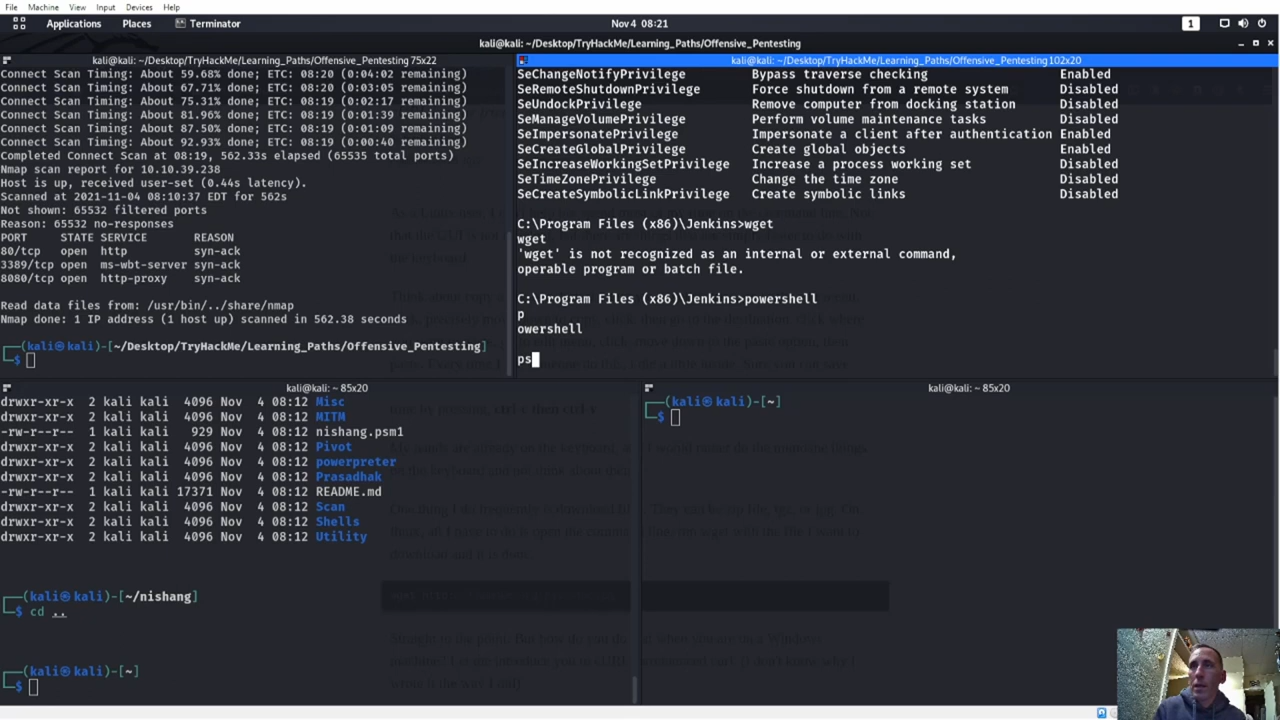 File Machine View Input Devices Help
Applications Places Terminator Nov 4 08:21 1
kali@kali: ~/Desktop/TryHackMe/Learning_Paths/Offensive_Pentesting
kali@kali: ~/Desktop/TryHackMe/Learning_Paths/Offensive_Pentesting 75x22
Connect Scan Timing: About 59.68% done; ETC: 08:20 (0:04:02 remaining)
Connect Scan Timing: About 67.71% done; ETC: 08:20 (0:03:05 remaining)
Connect Scan Timing: About 75.31% done; ETC: 08:19 (0:02:17 remaining)
Connect Scan Timing: About 81.96% done; ETC: 08:19 (0:01:39 remaining)
Connect Scan Timing: About 87.50% done; ETC: 08:19 (0:01:09 remaining)
Connect Scan Timing: About 92.93% done; ETC: 08:19 (0:00:40 remaining)
Completed Connect Scan at 08:19, 562.33s elapsed (65535 total ports)
Nmap scan report for 10.10.39.238
Host is up, received user-set (0.44s latency).
Scanned at 2021-11-04 08:10:37 EDT for 562s
Not shown: 65532 filtered ports
Reason: 65532 no-responses
PORT STATE SERVICE REASON
80/tcp open http syn-ack
3389/tcp open ms-wbt-server syn-ack
8080/tcp open http-proxy syn-ack
Read data files from: /usr/bin/../share/nmap
Nmap done: 1 IP address (1 host up) scanned in 562.38 seconds
(kali㉿kali)-[~/Desktop/TryHackMe/Learning_Paths/Offensive_Pentesting]
$
kali@kali: ~/Desktop/TryHackMe/Learning_Paths/Offensive_Pentesting 102x20
SeChangeNotifyPrivilege Bypass traverse checking Enabled
SeRemoteShutdownPrivilege Force shutdown from a remote system Disabled
SeUndockPrivilege Remove computer from docking station Disabled
SeManageVolumePrivilege Perform volume maintenance tasks Disabled
SeImpersonatePrivilege Impersonate a client after authentication Enabled
SeCreateGlobalPrivilege Create global objects Enabled
SeIncreaseWorkingSetPrivilege Increase a process working set Disabled
SeTimeZonePrivilege Change the time zone Disabled
SeCreateSymbolicLinkPrivilege Create symbolic links Disabled
C:\Program Files (x86)\Jenkins>wget
wget
'wget' is not recognized as an internal or external command,
operable program or batch file.
C:\Program Files (x86)\Jenkins>powershell
p
owershell
ps
kali@kali: ~ 85x20
drwxr-xr-x 2 kali kali 4096 Nov 4 08:12 Misc
drwxr-xr-x 2 kali kali 4096 Nov 4 08:12 MITM
-rw-r--r-- 1 kali kali 929 Nov 4 08:12 nishang.psm1
drwxr-xr-x 2 kali kali 4096 Nov 4 08:12 Pivot
drwxr-xr-x 2 kali kali 4096 Nov 4 08:12 powerpreter
drwxr-xr-x 2 kali kali 4096 Nov 4 08:12 Prasadhak
-rw-r--r-- 1 kali kali 17371 Nov 4 08:12 README.md
drwxr-xr-x 2 kali kali 4096 Nov 4 08:12 Scan
drwxr-xr-x 2 kali kali 4096 Nov 4 08:12 Shells
drwxr-xr-x 2 kali kali 4096 Nov 4 08:12 Utility
(kali㉿kali)-[~/nishang]
$ cd ..
(kali㉿kali)-[~]
$
kali@kali: ~ 85x20
(kali㉿kali)-[~]
$